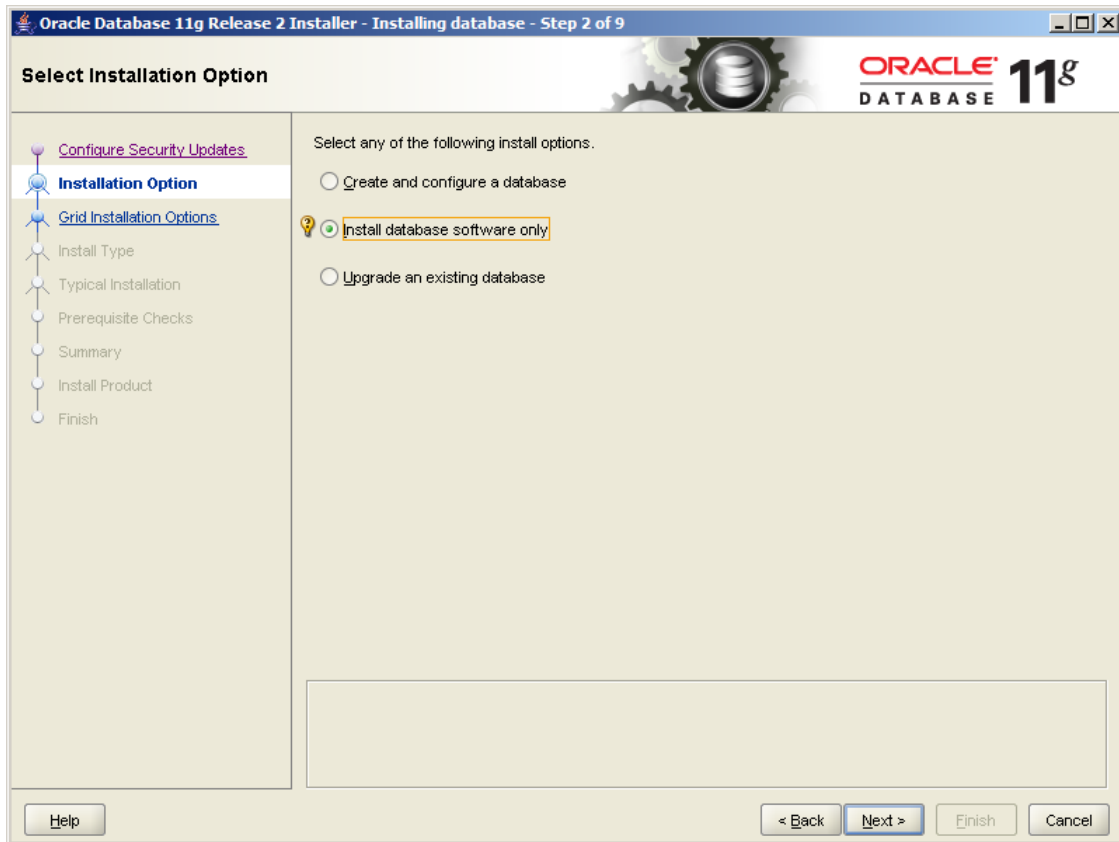 Oracle Database 11g Release 2 Installer - Installing database - Step 2 of 9
Select Installation Option
ORACLE
DATABASE
11g
Configure Security Updates
Installation Option
Grid Installation Options
Install Type
Typical Installation
Prerequisite Checks
Summary
Install Product
Finish
Select any of the following install options.
Create and configure a database
Install database software only
Upgrade an existing database
Help
< Back
Next >
Finish
Cancel